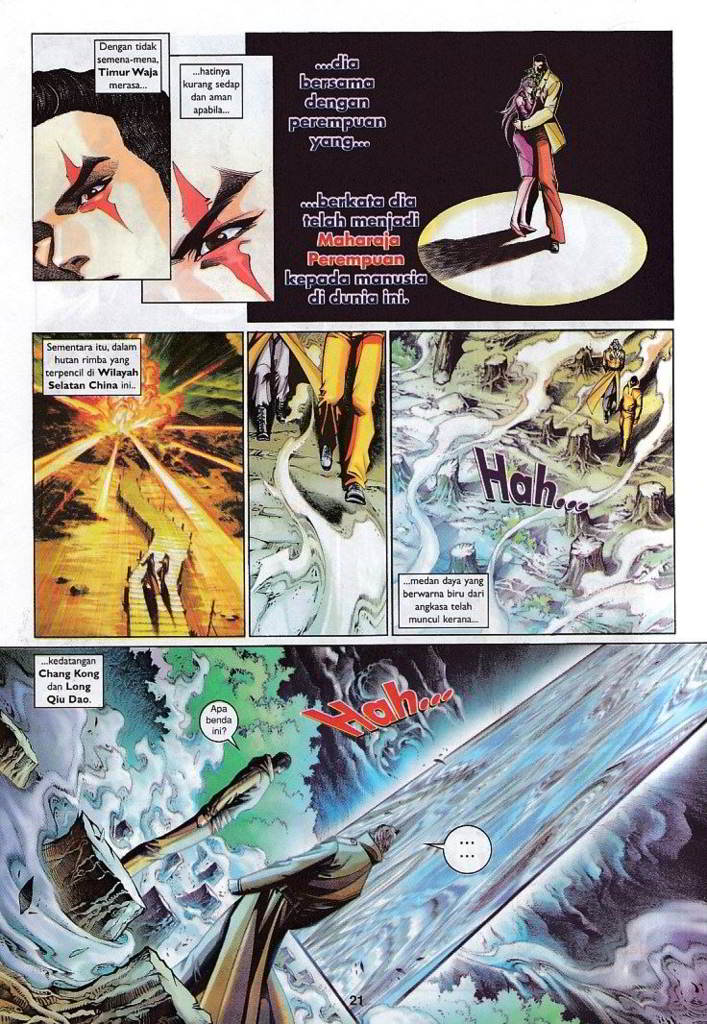 Dengan tidak
semena-mena,
Timur Waja
merasa...
...hatinya
kurang sedap
dan aman
apabila...
...dia
bersama
dengan
perempuan
yang...
...berkata dia
telah menjadi
Maharaja
Perempuan
kepada manusia
di dunia ini.
Sementara itu, dalam
hutan rimba yang
terpencil di Wilayah
Selatan China ini..
Hah...
...medan daya yang
berwarna biru dari
angkasa telah
muncul kerana...
...kedatangan
Chang Kong
dan Long
Qiu Dao.
Apa
benda
ini?
Hah...
...
...
21